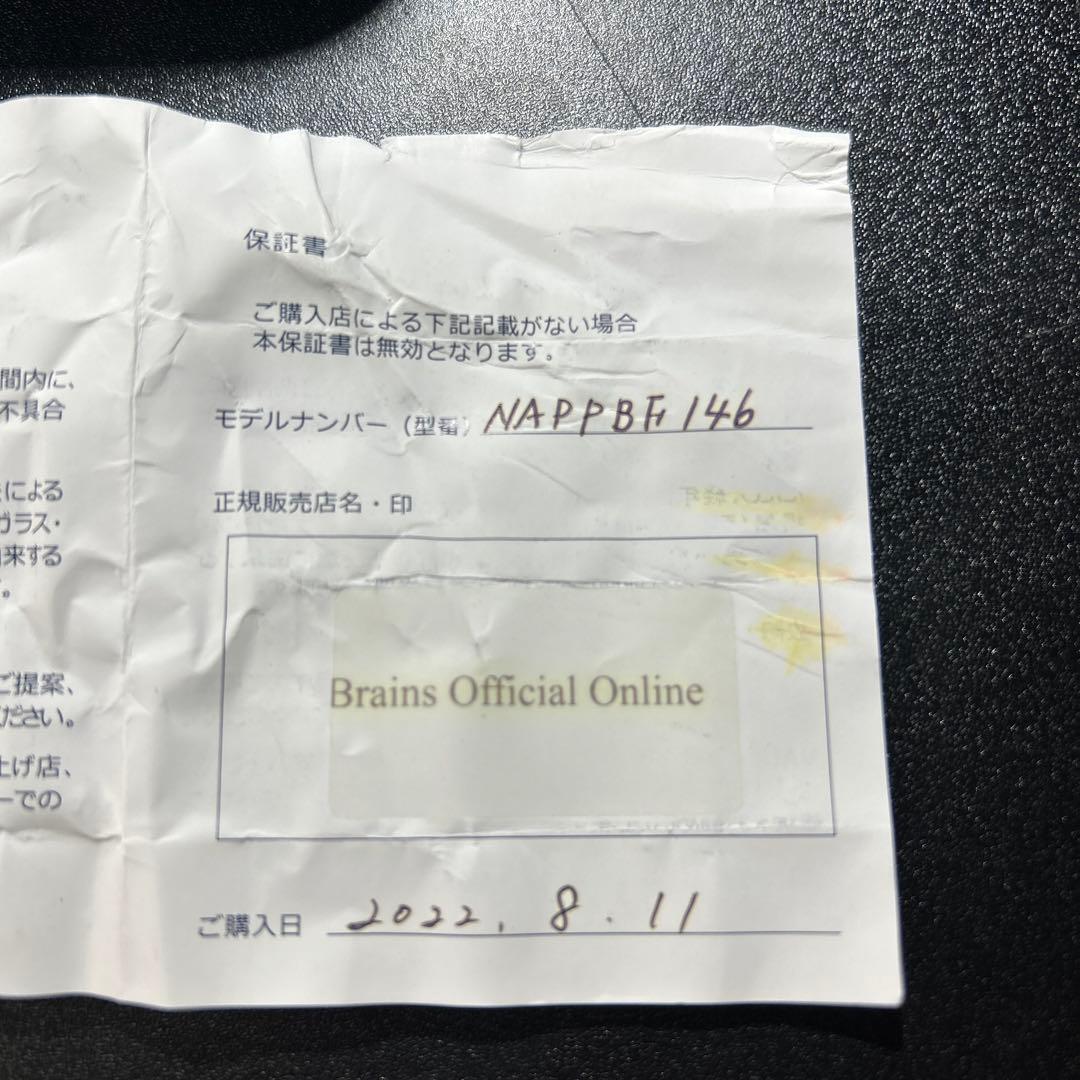 間内に、
不具合
による
ガラス・
来する
。
ご提案、
ださい。
上げ店、
ーでの
保証書
ご購入店による下記記載がない場合
本保証書は無効となります。
モデルナンバー（型番） NAPPBF 146
正規販売店名・印
Brains Official Online
ご購入日 2022. 8. 11